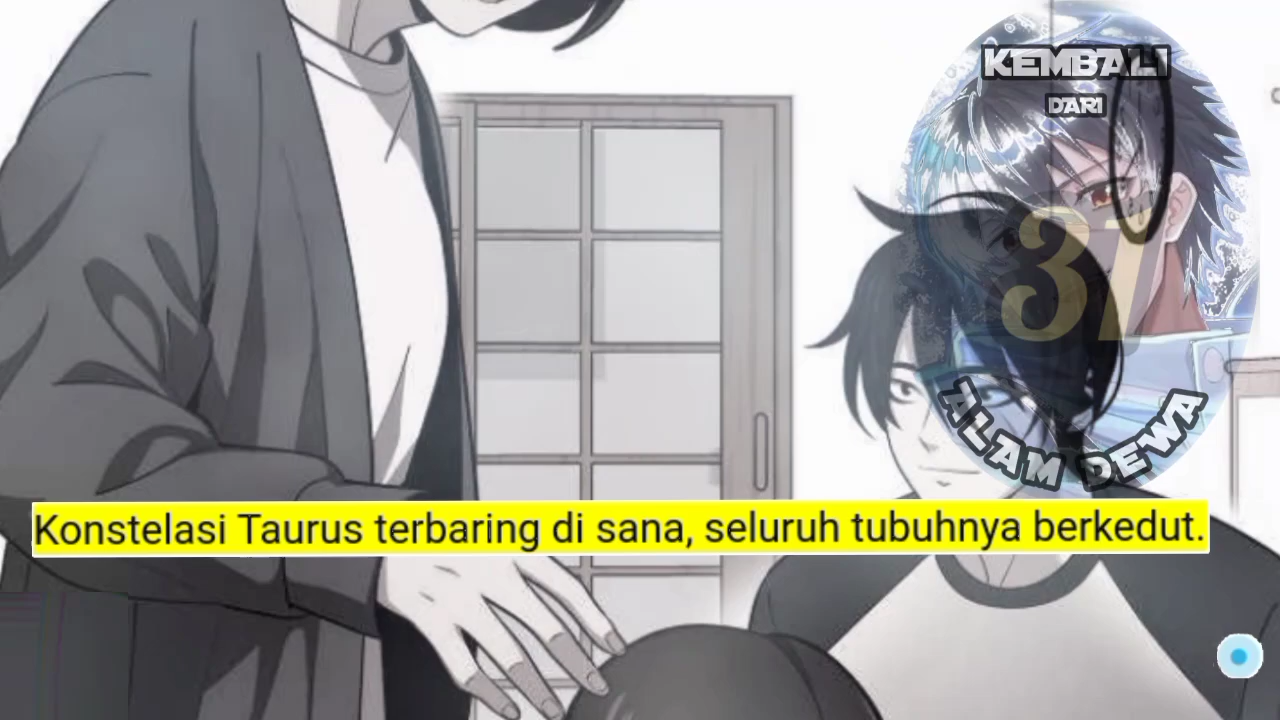 KEMBALI
DARI
37
ALAM DEWA
Konstelasi Taurus terbaring di sana, seluruh tubuhnya berkedut.